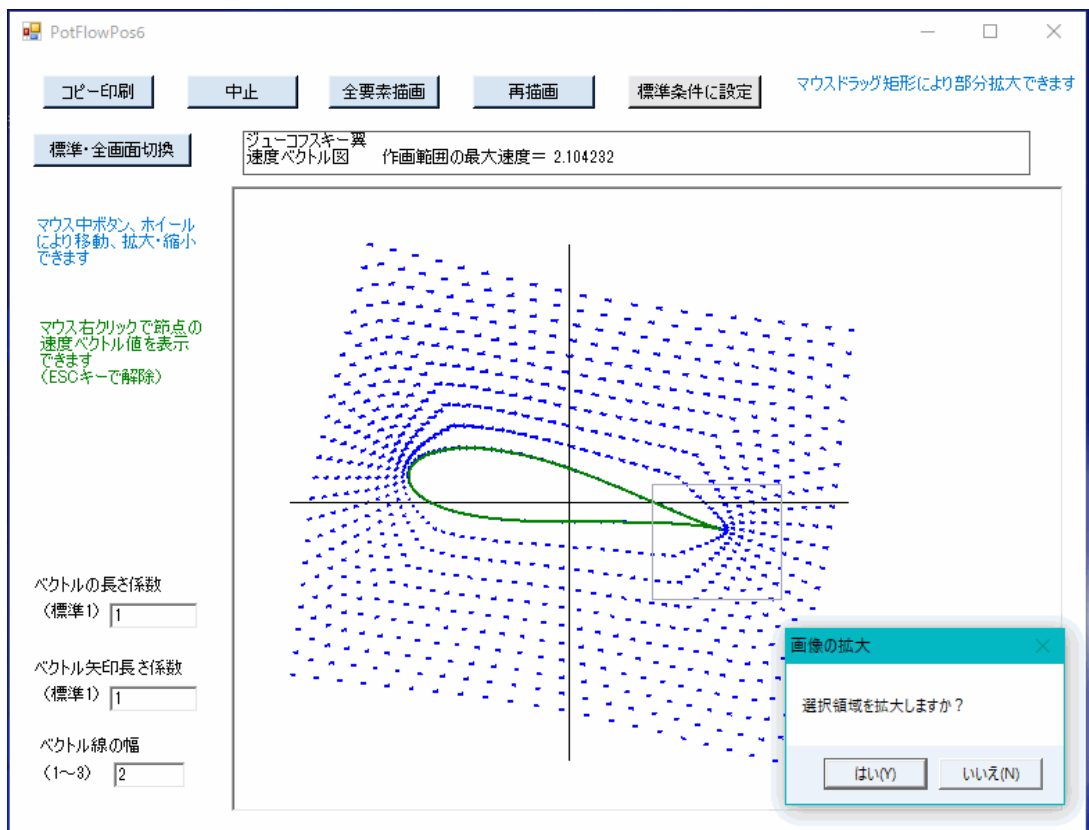 PotFlowPos6
コピー印刷
中止
全要素描画
再描画
標準条件に設定
マウスドラッグ矩形により部分拡大できます
標準・全画面切換
ジューコフスキー翼
速度ベクトル図　作画範囲の最大速度＝ 2.104232
マウス中ボタン、ホイール
により移動、拡大・縮小
できます
マウス右クリックで節点の
速度ベクトル値を表示
できます
（ESCキーで解除）
ベクトルの長さ係数
（標準1） 1
ベクトル矢印長さ係数
（標準1） 1
ベクトル線の幅
（1～3） 2
画像の拡大
選択領域を拡大しますか？
はい(Y)
いいえ(N)